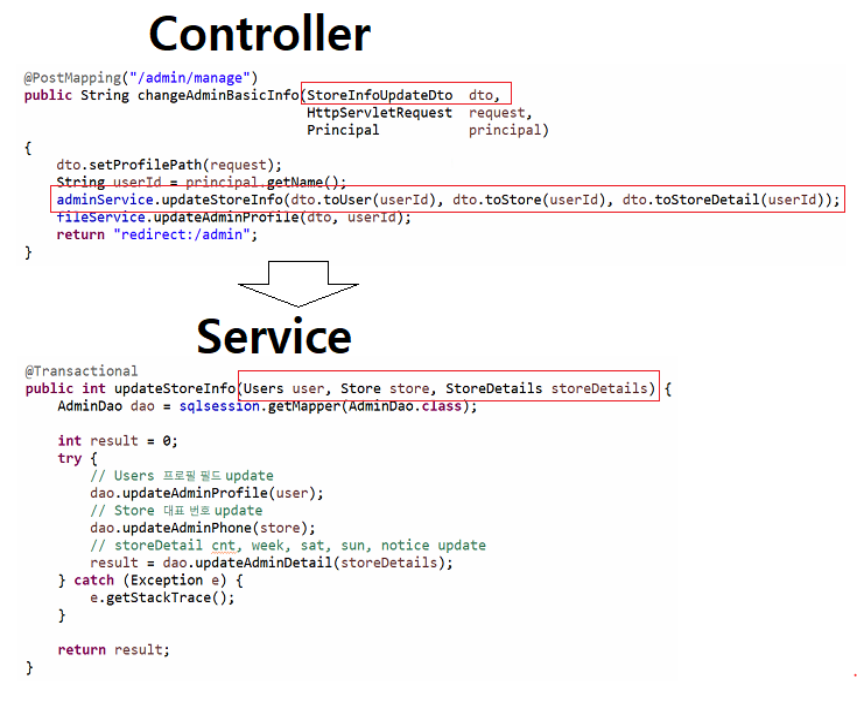 Controller
@PostMapping("/admin/manage")
public String changeAdminBasicInfo(StoreInfoUpdateDto dto,
HttpServletRequest request,
Principal principal)
{
dto.setProfilePath(request);
String userId = principal.getName();
adminService.updateStoreInfo(dto.toUser(userId), dto.toStore(userId), dto.toStoreDetail(userId));
fileService.updateAdminProfile(dto, userId);
return "redirect:/admin";
}
Service
@Transactional
public int updateStoreInfo(Users user, Store store, StoreDetails storeDetails) {
AdminDao dao = sqlsession.getMapper(AdminDao.class);
int result = 0;
try {
// Users 프로필 필드 update
dao.updateAdminProfile(user);
// Store 대표 번호 update
dao.updateAdminPhone(store);
// storeDetail cnt, week, sat, sun, notice update
result = dao.updateAdminDetail(storeDetails);
} catch (Exception e) {
e.getStackTrace();
}
return result;
}